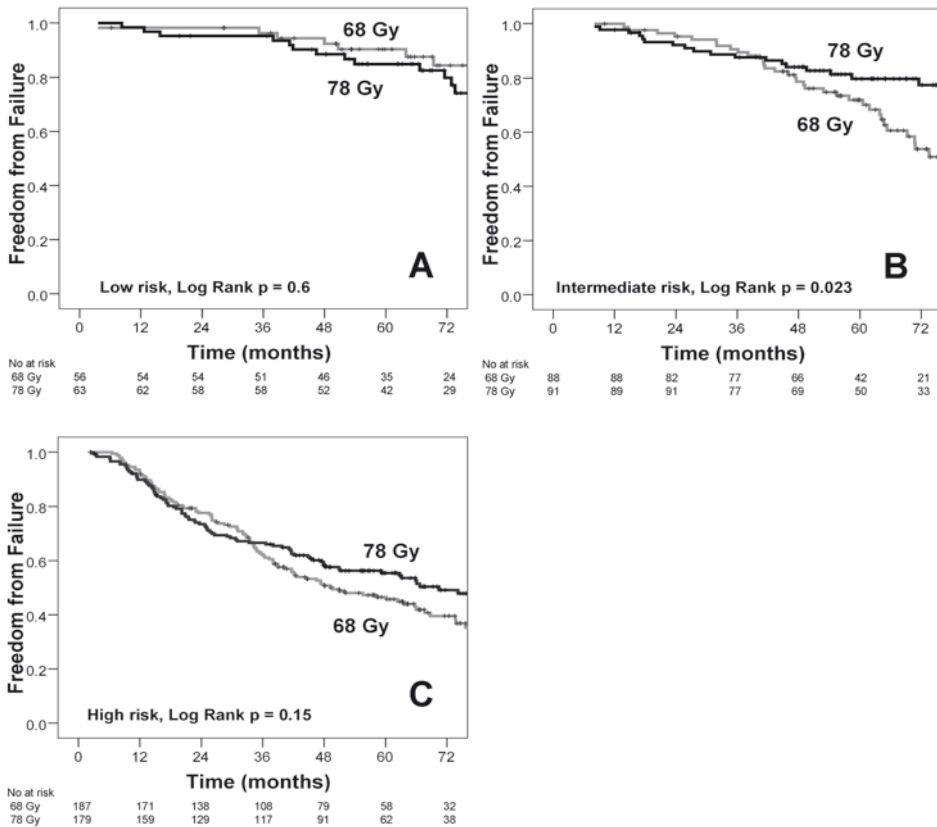 Freedom from Failure
1.0
0.8
0.6
0.4
0.2
0.0
68 Gy
78 Gy
A
Low risk, Log Rank p = 0.6
0 12 24 36 48 60 72
Time (months)
No at risk
68 Gy 56 54 54 51 46 35 24
78 Gy 63 62 58 58 52 42 29
Freedom from Failure
1.0
0.8
0.6
0.4
0.2
0.0
78 Gy
68 Gy
B
Intermediate risk, Log Rank p = 0.023
0 12 24 36 48 60 72
Time (months)
No at risk
68 Gy 88 88 82 77 66 42 21
78 Gy 91 89 91 77 69 50 33
Freedom from Failure
1.0
0.8
0.6
0.4
0.2
0.0
78 Gy
68 Gy
C
High risk, Log Rank p = 0.15
0 12 24 36 48 60 72
Time (months)
No at risk
68 Gy 187 171 138 108 79 58 32
78 Gy 179 159 129 117 91 62 38